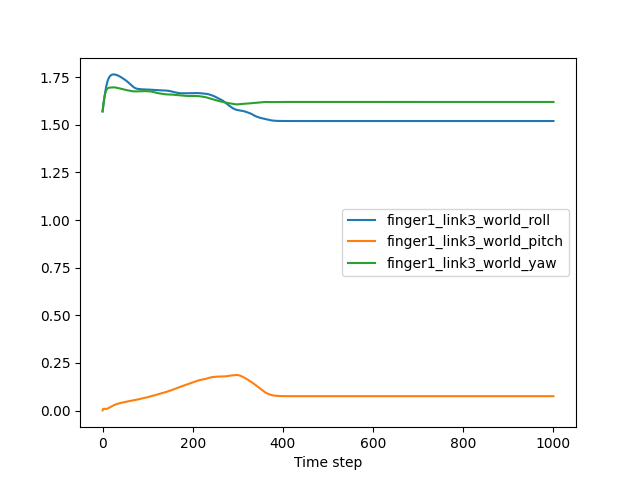 1.75
1.50
1.25
1.00
0.75
0.50
0.25
0.00
finger1_link3_world_roll
finger1_link3_world_pitch
finger1_link3_world_yaw
0 200 400 600 800 1000
Time step